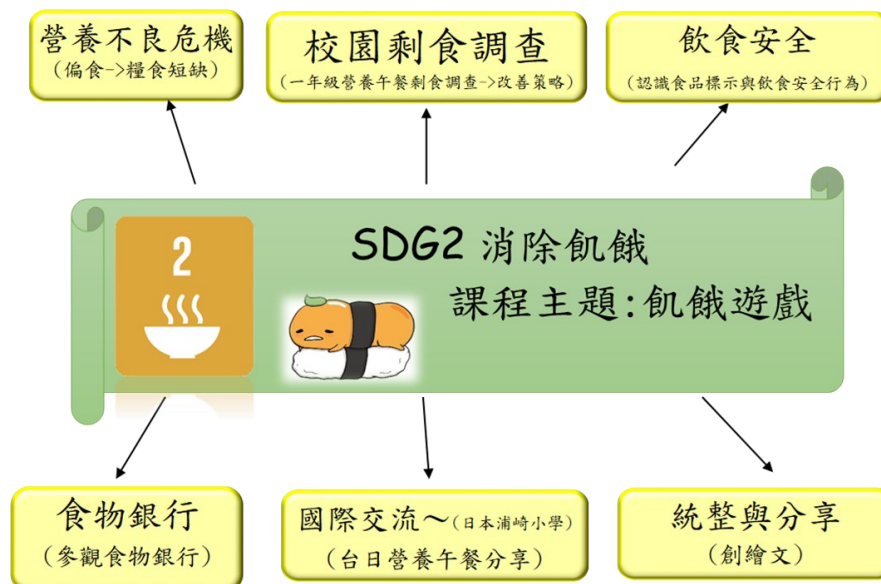 營養不良危機
(偏食->糧食短缺)
校園剩食調查
(一年級營養午餐剩食調查->改善策略)
飲食安全
(認識食品標示與飲食安全行為)
2
SDG2 消除飢餓
課程主題:飢餓遊戲
食物銀行
(參觀食物銀行)
國際交流~(日本浦崎小學)
(台日營養午餐分享)
統整與分享
(創繪文)